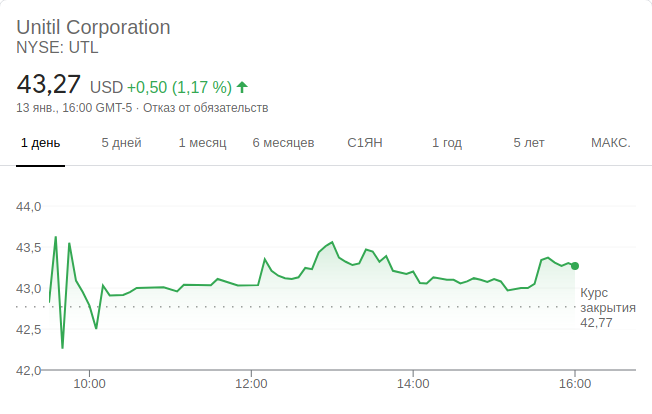 Unitil Corporation
NYSE: UTL
43,27 USD +0,50 (1,17 %)
13 янв., 16:00 GMT-5 · Отказ от обязательств
1 день 5 дней 1 месяц 6 месяцев С1ЯН 1 год 5 лет МАКС.
44,0
43,5
43,0
Курс
закрытия
42,77
42,5
42,0
10:00 12:00 14:00 16:00